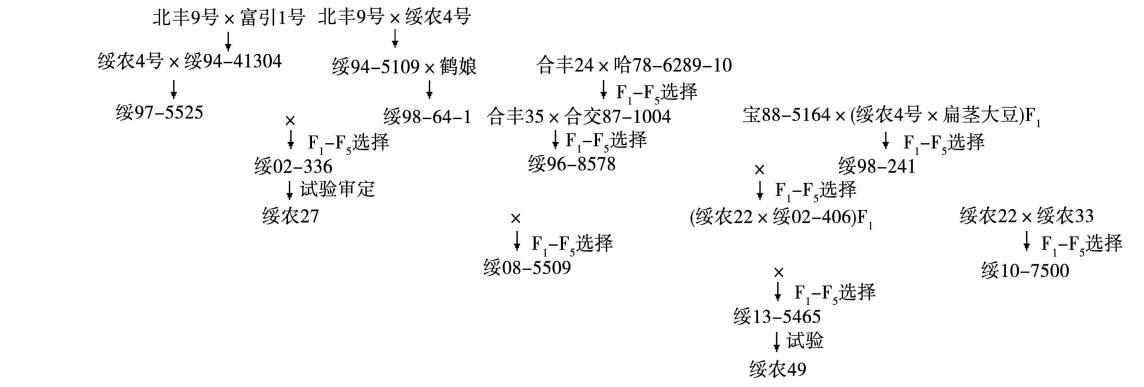 北丰9号×富引1号 北丰9号×绥农4号
绥农4号×绥94-41304 绥94-5109×鹤娘 合丰24×哈78-6289-10
F1-F5选择
绥97-5525 × 绥98-64-1 合丰35×合交87-1004 宝88-5164×(绥农4号×扁茎大豆)F1
F1-F5选择 F1-F5选择 F1-F5选择
绥02-336 绥96-8578 × 绥98-241
试验审定 F1-F5选择
绥农27 × (绥农22×绥02-406)F1 绥农22×绥农33
F1-F5选择 F1-F5选择
绥08-5509 × 绥10-7500
F1-F5选择
绥13-5465
试验
绥农49